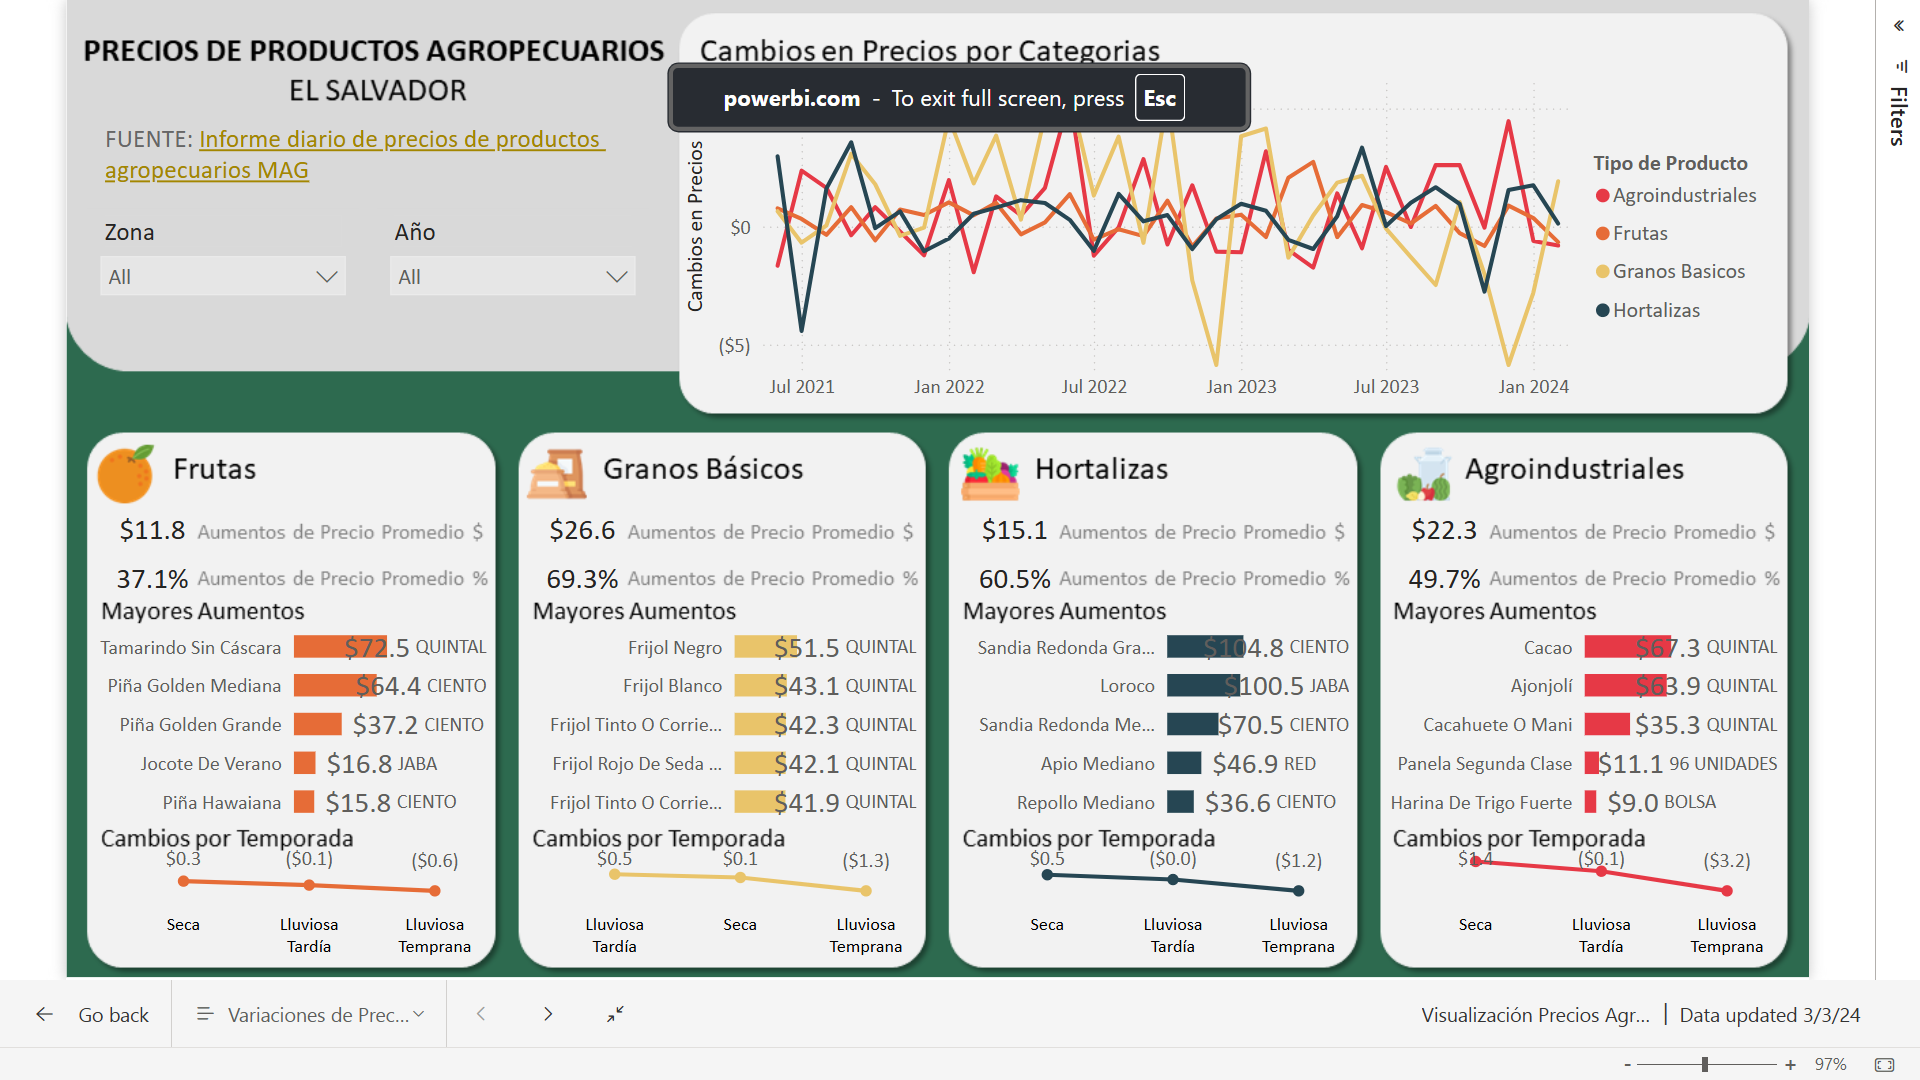 PRECIOS DE PRODUCTOS AGROPECUARIOS
EL SALVADOR
FUENTE: Informe diario de precios de productos
agropecuarios MAG
Zona
Año
All
All
Cambios en Precios por Categorias
powerbi.com - To exit full screen, press Esc
Cambios en Precios
$0
($5)
Jul 2021
Jan 2022
Jul 2022
Jan 2023
Jul 2023
Jan 2024
Tipo de Producto
Agroindustriales
Frutas
Granos Basicos
Hortalizas
Filters
Frutas
$11.8 Aumentos de Precio Promedio $
37.1% Aumentos de Precio Promedio %
Mayores Aumentos
Tamarindo Sin Cáscara $72.5 QUINTAL
Piña Golden Mediana $64.4 CIENTO
Piña Golden Grande $37.2 CIENTO
Jocote De Verano $16.8 JABA
Piña Hawaiana $15.8 CIENTO
Cambios por Temporada
$0.3 ($0.1) ($0.6)
Seca Lluviosa Lluviosa
Tardía Temprana
Granos Básicos
$26.6 Aumentos de Precio Promedio $
69.3% Aumentos de Precio Promedio %
Mayores Aumentos
Frijol Negro $51.5 QUINTAL
Frijol Blanco $43.1 QUINTAL
Frijol Tinto O Corrie... $42.3 QUINTAL
Frijol Rojo De Seda ... $42.1 QUINTAL
Frijol Tinto O Corrie... $41.9 QUINTAL
Cambios por Temporada
$0.5 $0.1 ($1.3)
Lluviosa Seca Lluviosa
Tardía Temprana
Hortalizas
$15.1 Aumentos de Precio Promedio $
60.5% Aumentos de Precio Promedio %
Mayores Aumentos
Sandia Redonda Gra... $104.8 CIENTO
Loroco $100.5 JABA
Sandia Redonda Me... $70.5 CIENTO
Apio Mediano $46.9 RED
Repollo Mediano $36.6 CIENTO
Cambios por Temporada
$0.5 ($0.0) ($1.2)
Seca Lluviosa Lluviosa
Tardía Temprana
Agroindustriales
$22.3 Aumentos de Precio Promedio $
49.7% Aumentos de Precio Promedio %
Mayores Aumentos
Cacao $67.3 QUINTAL
Ajonjolí $63.9 QUINTAL
Cacahuete O Mani $35.3 QUINTAL
Panela Segunda Clase $11.1 96 UNIDADES
Harina De Trigo Fuerte $9.0 BOLSA
Cambios por Temporada
$1.4 ($0.1) ($3.2)
Seca Lluviosa Lluviosa
Tardía Temprana
Go back
Variaciones de Prec...
Visualización Precios Agr... | Data updated 3/3/24
- + 97%